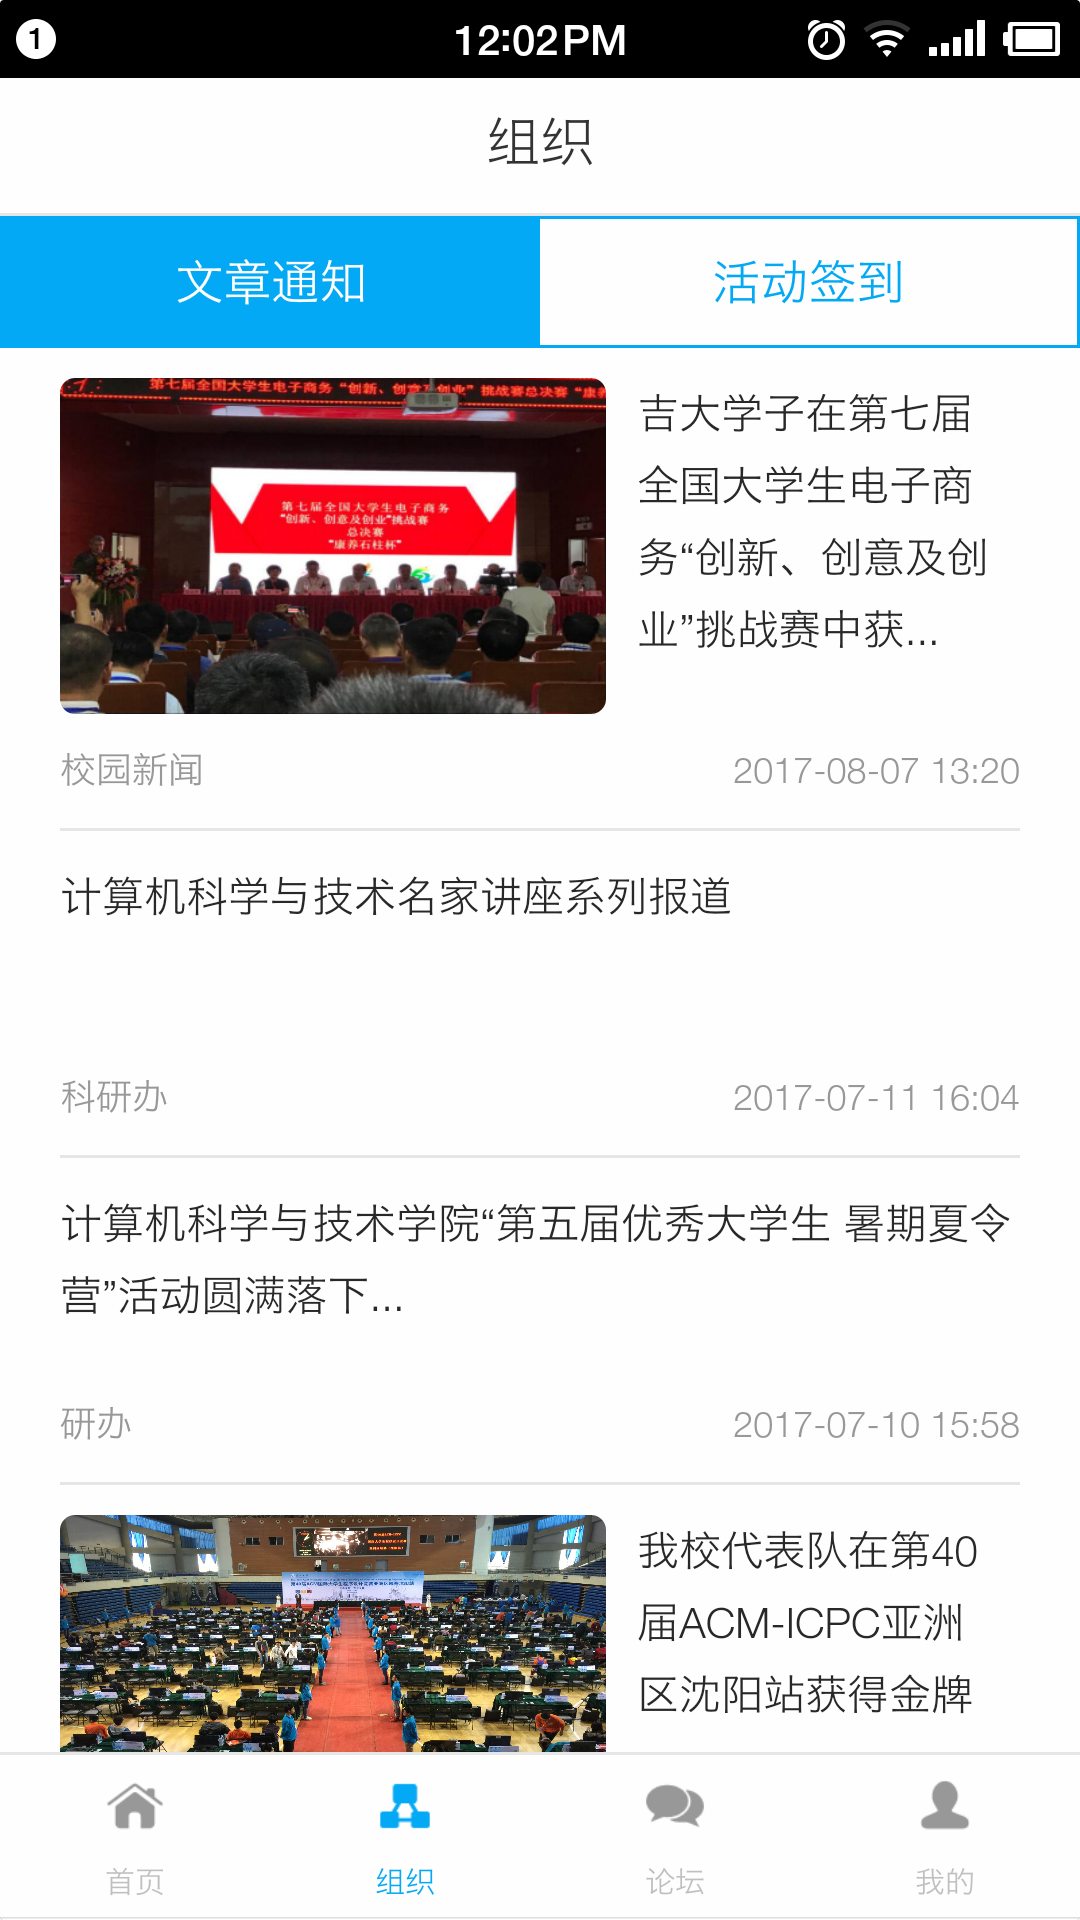 1
12:02PM
组织
文章通知
活动签到
第七届全国大学生电子商务“创新、创意及创业”挑战赛总决赛“康养
第七届全国大学生电子商务
“创新、创意及创业”挑战赛
总决赛
“康养石柱杯”
吉大学子在第七届
全国大学生电子商
务“创新、创意及创
业”挑战赛中获...
校园新闻
2017-08-07 13:20
计算机科学与技术名家讲座系列报道
科研办
2017-07-11 16:04
计算机科学与技术学院“第五届优秀大学生 暑期夏令
营”活动圆满落下...
研办
2017-07-10 15:58
我校代表队在第40
届ACM-ICPC亚洲
区沈阳站获得金牌
首页
组织
论坛
我的